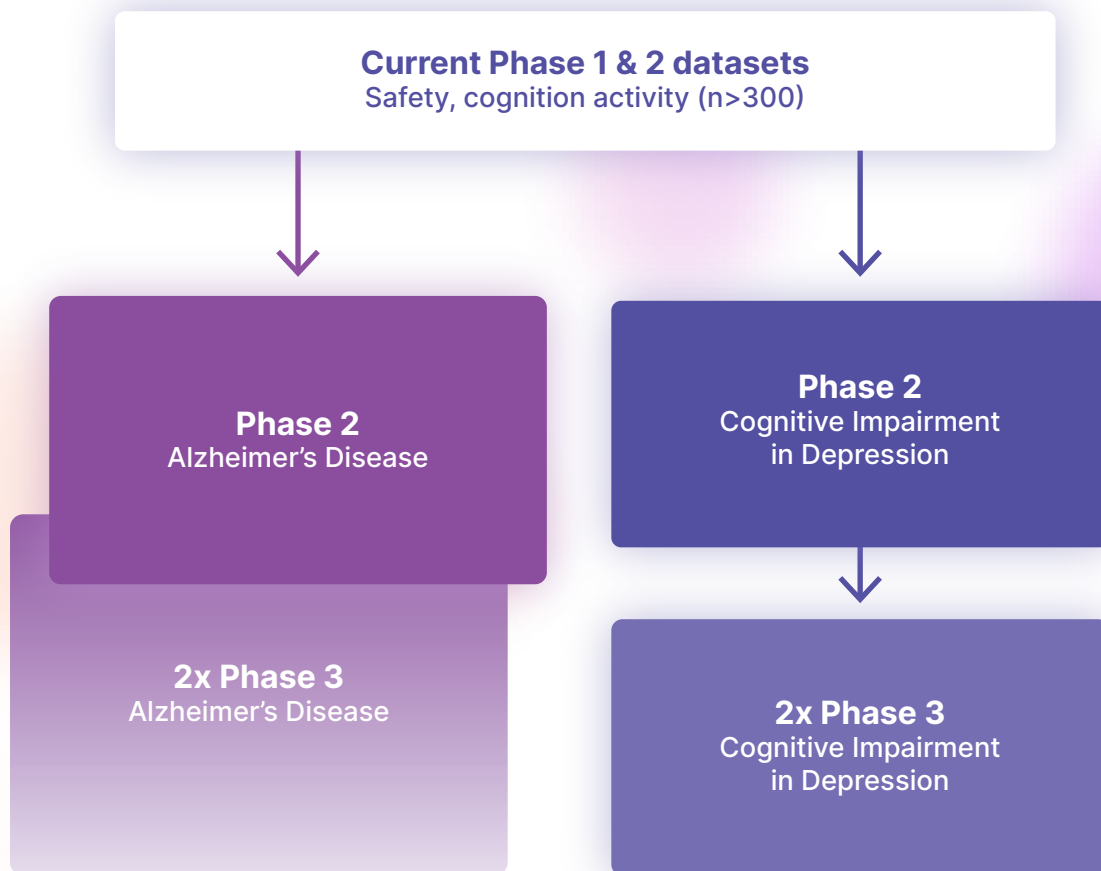 Current Phase 1 & 2 datasets
Safety, cognition activity (n>300)
Phase 2
Alzheimer’s Disease
2x Phase 3
Alzheimer’s Disease
Phase 2
Cognitive Impairment
in Depression
2x Phase 3
Cognitive Impairment
in Depression